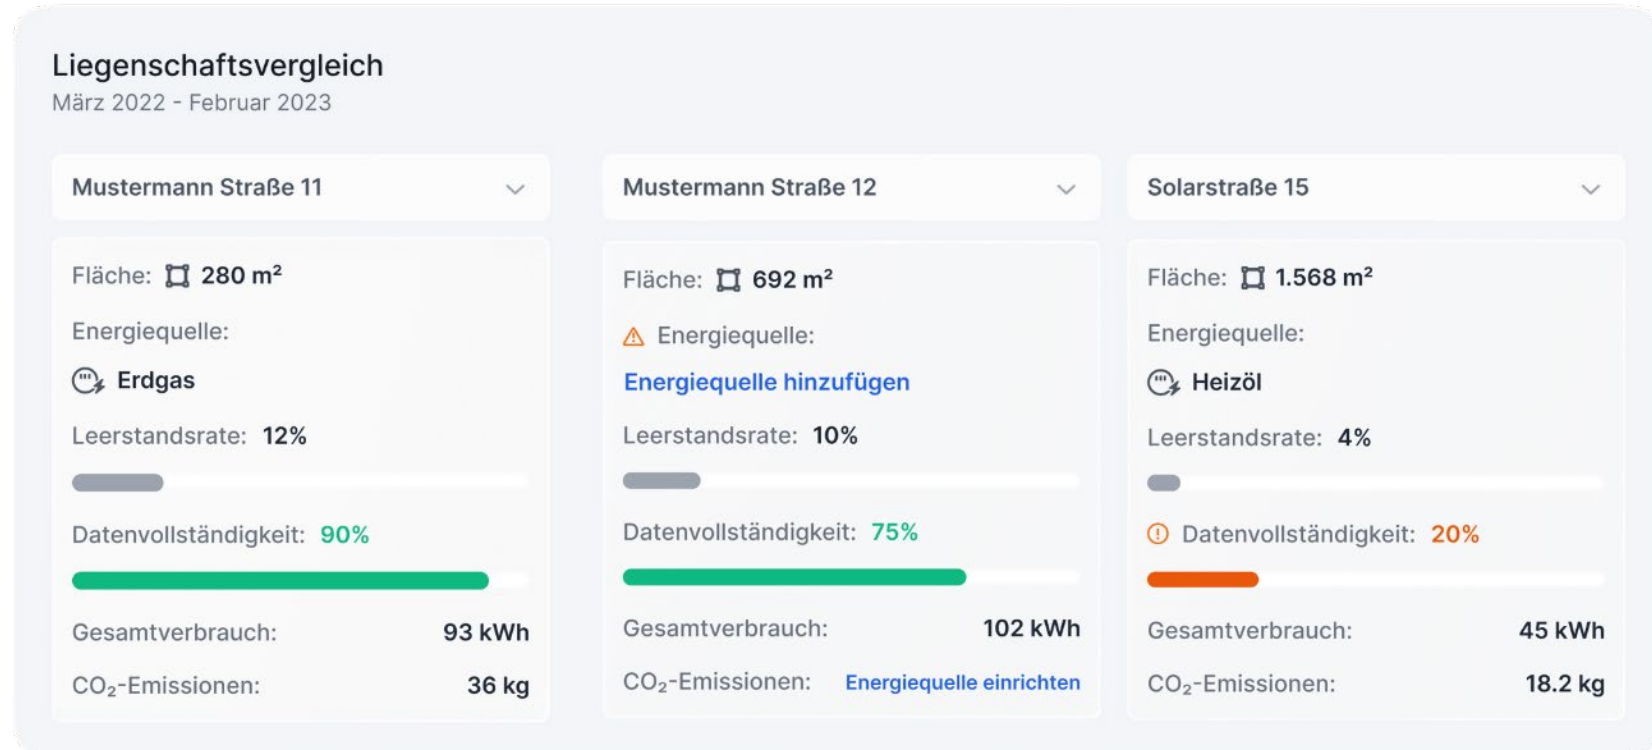 Liegenschaftsvergleich
März 2022 - Februar 2023
Mustermann Straße 11
Fläche: 280 m²
Energiequelle:
Erdgas
Leerstandsrate: 12%
Datenvollständigkeit: 90%
Gesamtverbrauch: 93 kWh
CO₂-Emissionen: 36 kg
Mustermann Straße 12
Fläche: 692 m²
Energiequelle:
Energiequelle hinzufügen
Leerstandsrate: 10%
Datenvollständigkeit: 75%
Gesamtverbrauch: 102 kWh
CO₂-Emissionen: Energiequelle einrichten
Solarstraße 15
Fläche: 1.568 m²
Energiequelle:
Heizöl
Leerstandsrate: 4%
Datenvollständigkeit: 20%
Gesamtverbrauch: 45 kWh
CO₂-Emissionen: 18.2 kg